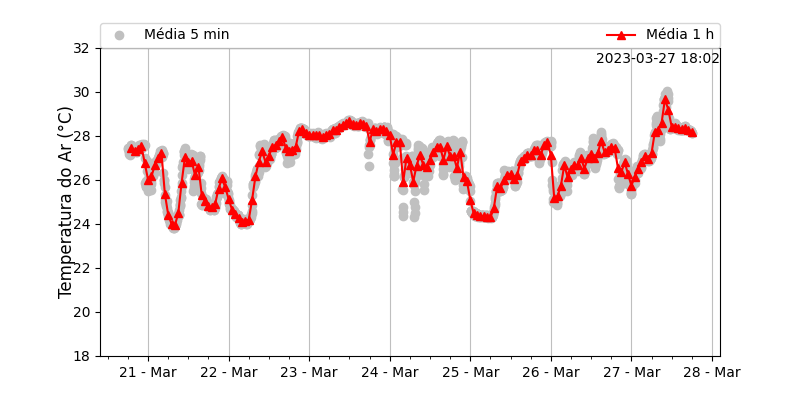 Média 5 min
Média 1 h
2023-03-27 18:02
Temperatura do Ar (°C)
32
30
28
26
24
22
20
18
21 - Mar
22 - Mar
23 - Mar
24 - Mar
25 - Mar
26 - Mar
27 - Mar
28 - Mar